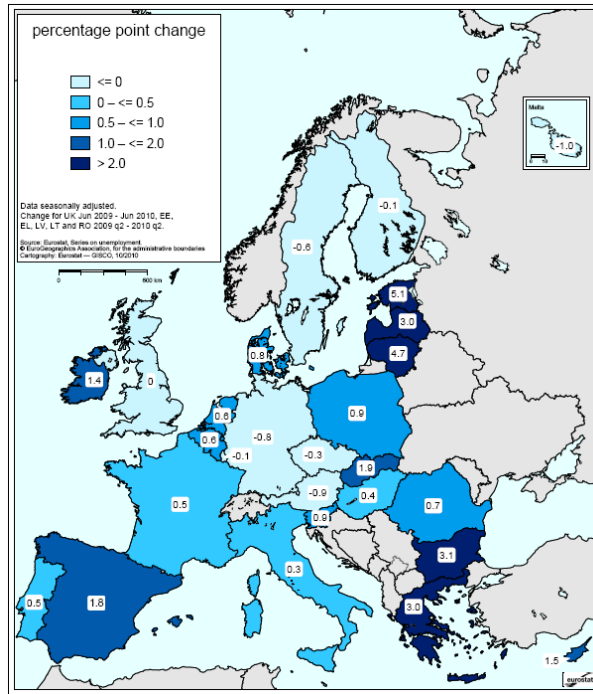 percentage point change
<= 0
0 – <= 0.5
0.5 – <= 1.0
1.0 – <= 2.0
> 2.0
Data seasonally adjusted.
Change for UK Jun 2009 - Jun 2010, EE,
EL, LV, LT and RO 2009 q2 - 2010 q2.
Source: Eurostat, Series on unemployment.
© EuroGeographics Association, for the administrative boundaries
Cartography: Eurostat — GISCO, 10/2010
600 km
Malta
-1.0
-0.1
-0.6
5.1
3.0
4.7
0.8
1.4
0
0.6
0.9
0.6
-0.8
-0.1
-0.3
1.9
-0.9
0.4
0.5
0.9
0.7
0.3
3.1
0.5
1.8
3.0
1.5
eurostat